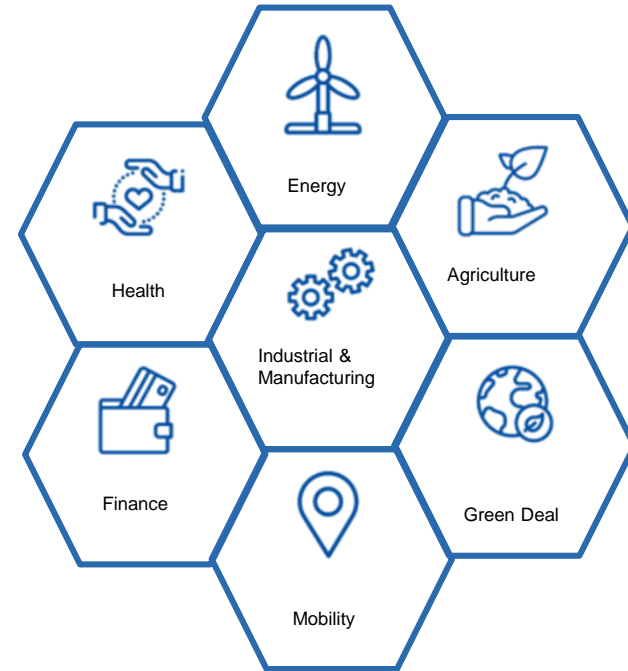 Energy
Health
Agriculture
Industrial &
Manufacturing
Finance
Green Deal
Mobility